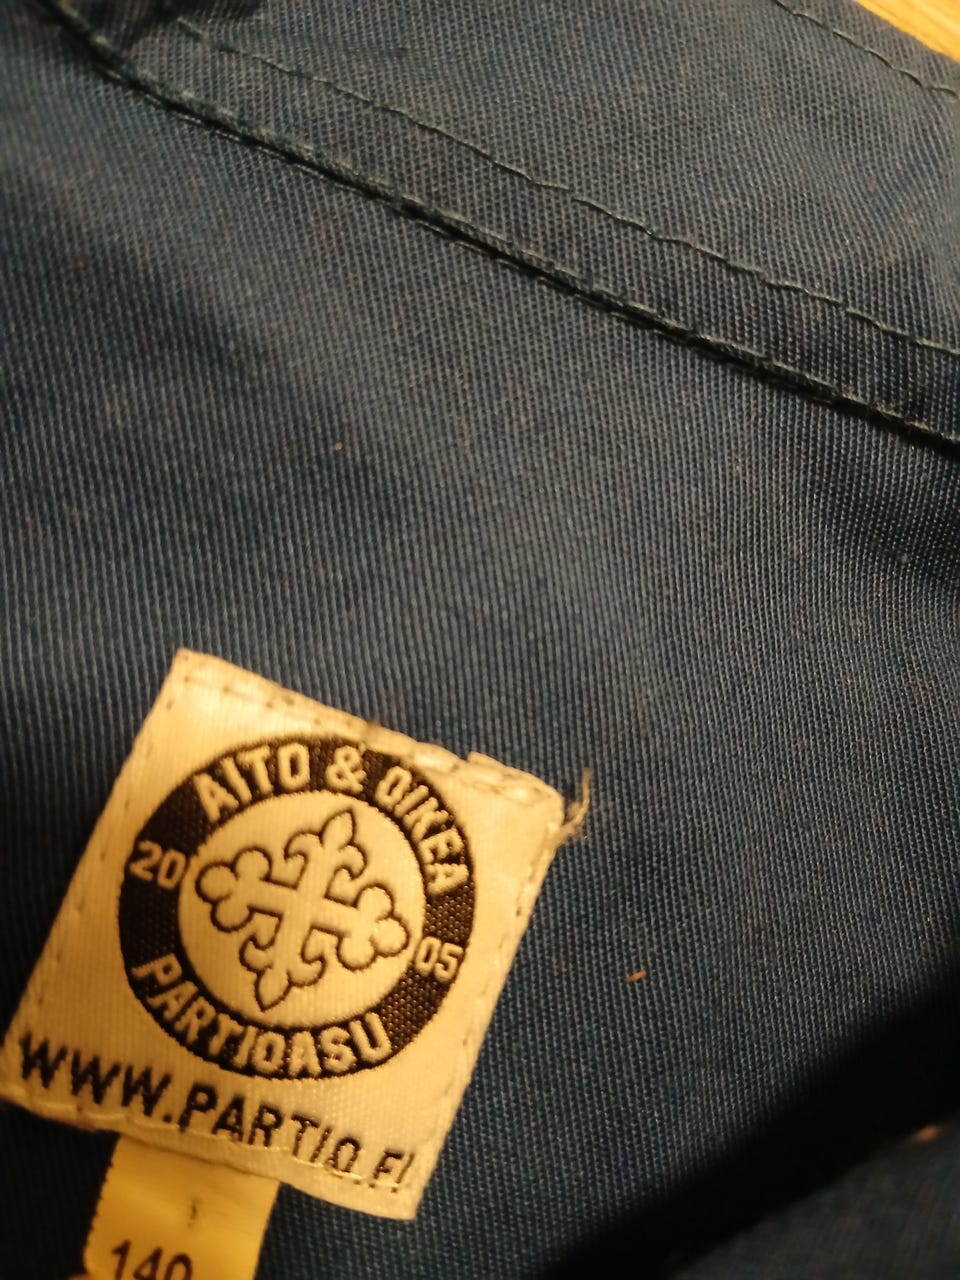 AITO & OIKEA
20 05
PARTIOASU
WWW.PARTIO.FI
140